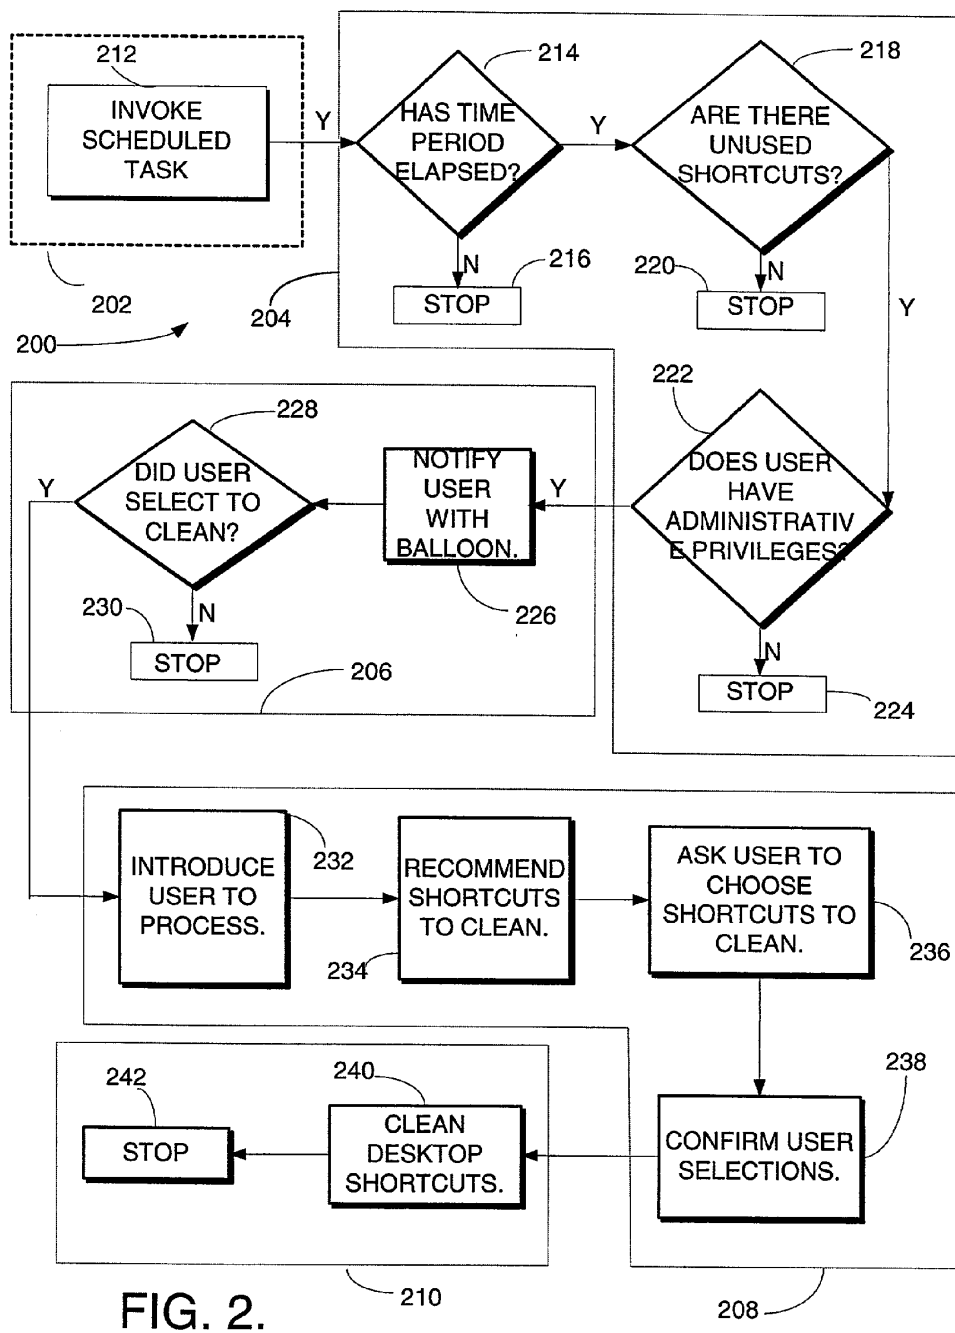 212
INVOKE
SCHEDULED
TASK
202
200
Y
214
HAS TIME
PERIOD
ELAPSED?
N
216
STOP
204
Y
218
ARE THERE
UNUSED
SHORTCUTS?
N
220
STOP
Y
222
DOES USER
HAVE
ADMINISTRATIV
E PRIVILEGES?
N
STOP
224
Y
NOTIFY
USER
WITH
BALLOON.
226
228
DID USER
SELECT TO
CLEAN?
Y
N
230
STOP
206
232
INTRODUCE
USER TO
PROCESS.
RECOMMEND
SHORTCUTS
TO CLEAN.
234
ASK USER TO
CHOOSE
SHORTCUTS TO
CLEAN.
236
238
CONFIRM USER
SELECTIONS.
240
CLEAN
DESKTOP
SHORTCUTS.
242
STOP
210
208
FIG. 2.